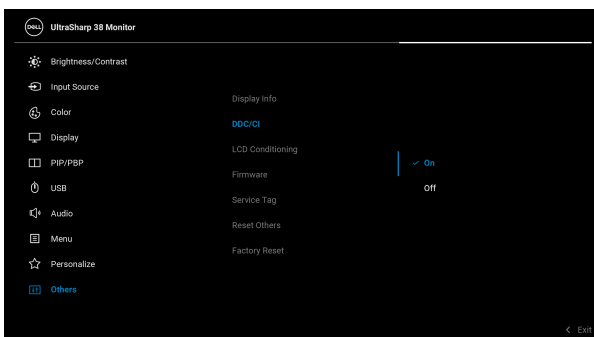 DELL
UltraSharp 38 Monitor
Brightness/Contrast
Input Source
Color
Display
PIP/PBP
USB
Audio
Menu
Personalize
Others
Display Info
DDC/CI
LCD Conditioning
Firmware
Service Tag
Reset Others
Factory Reset
On
Off
Exit